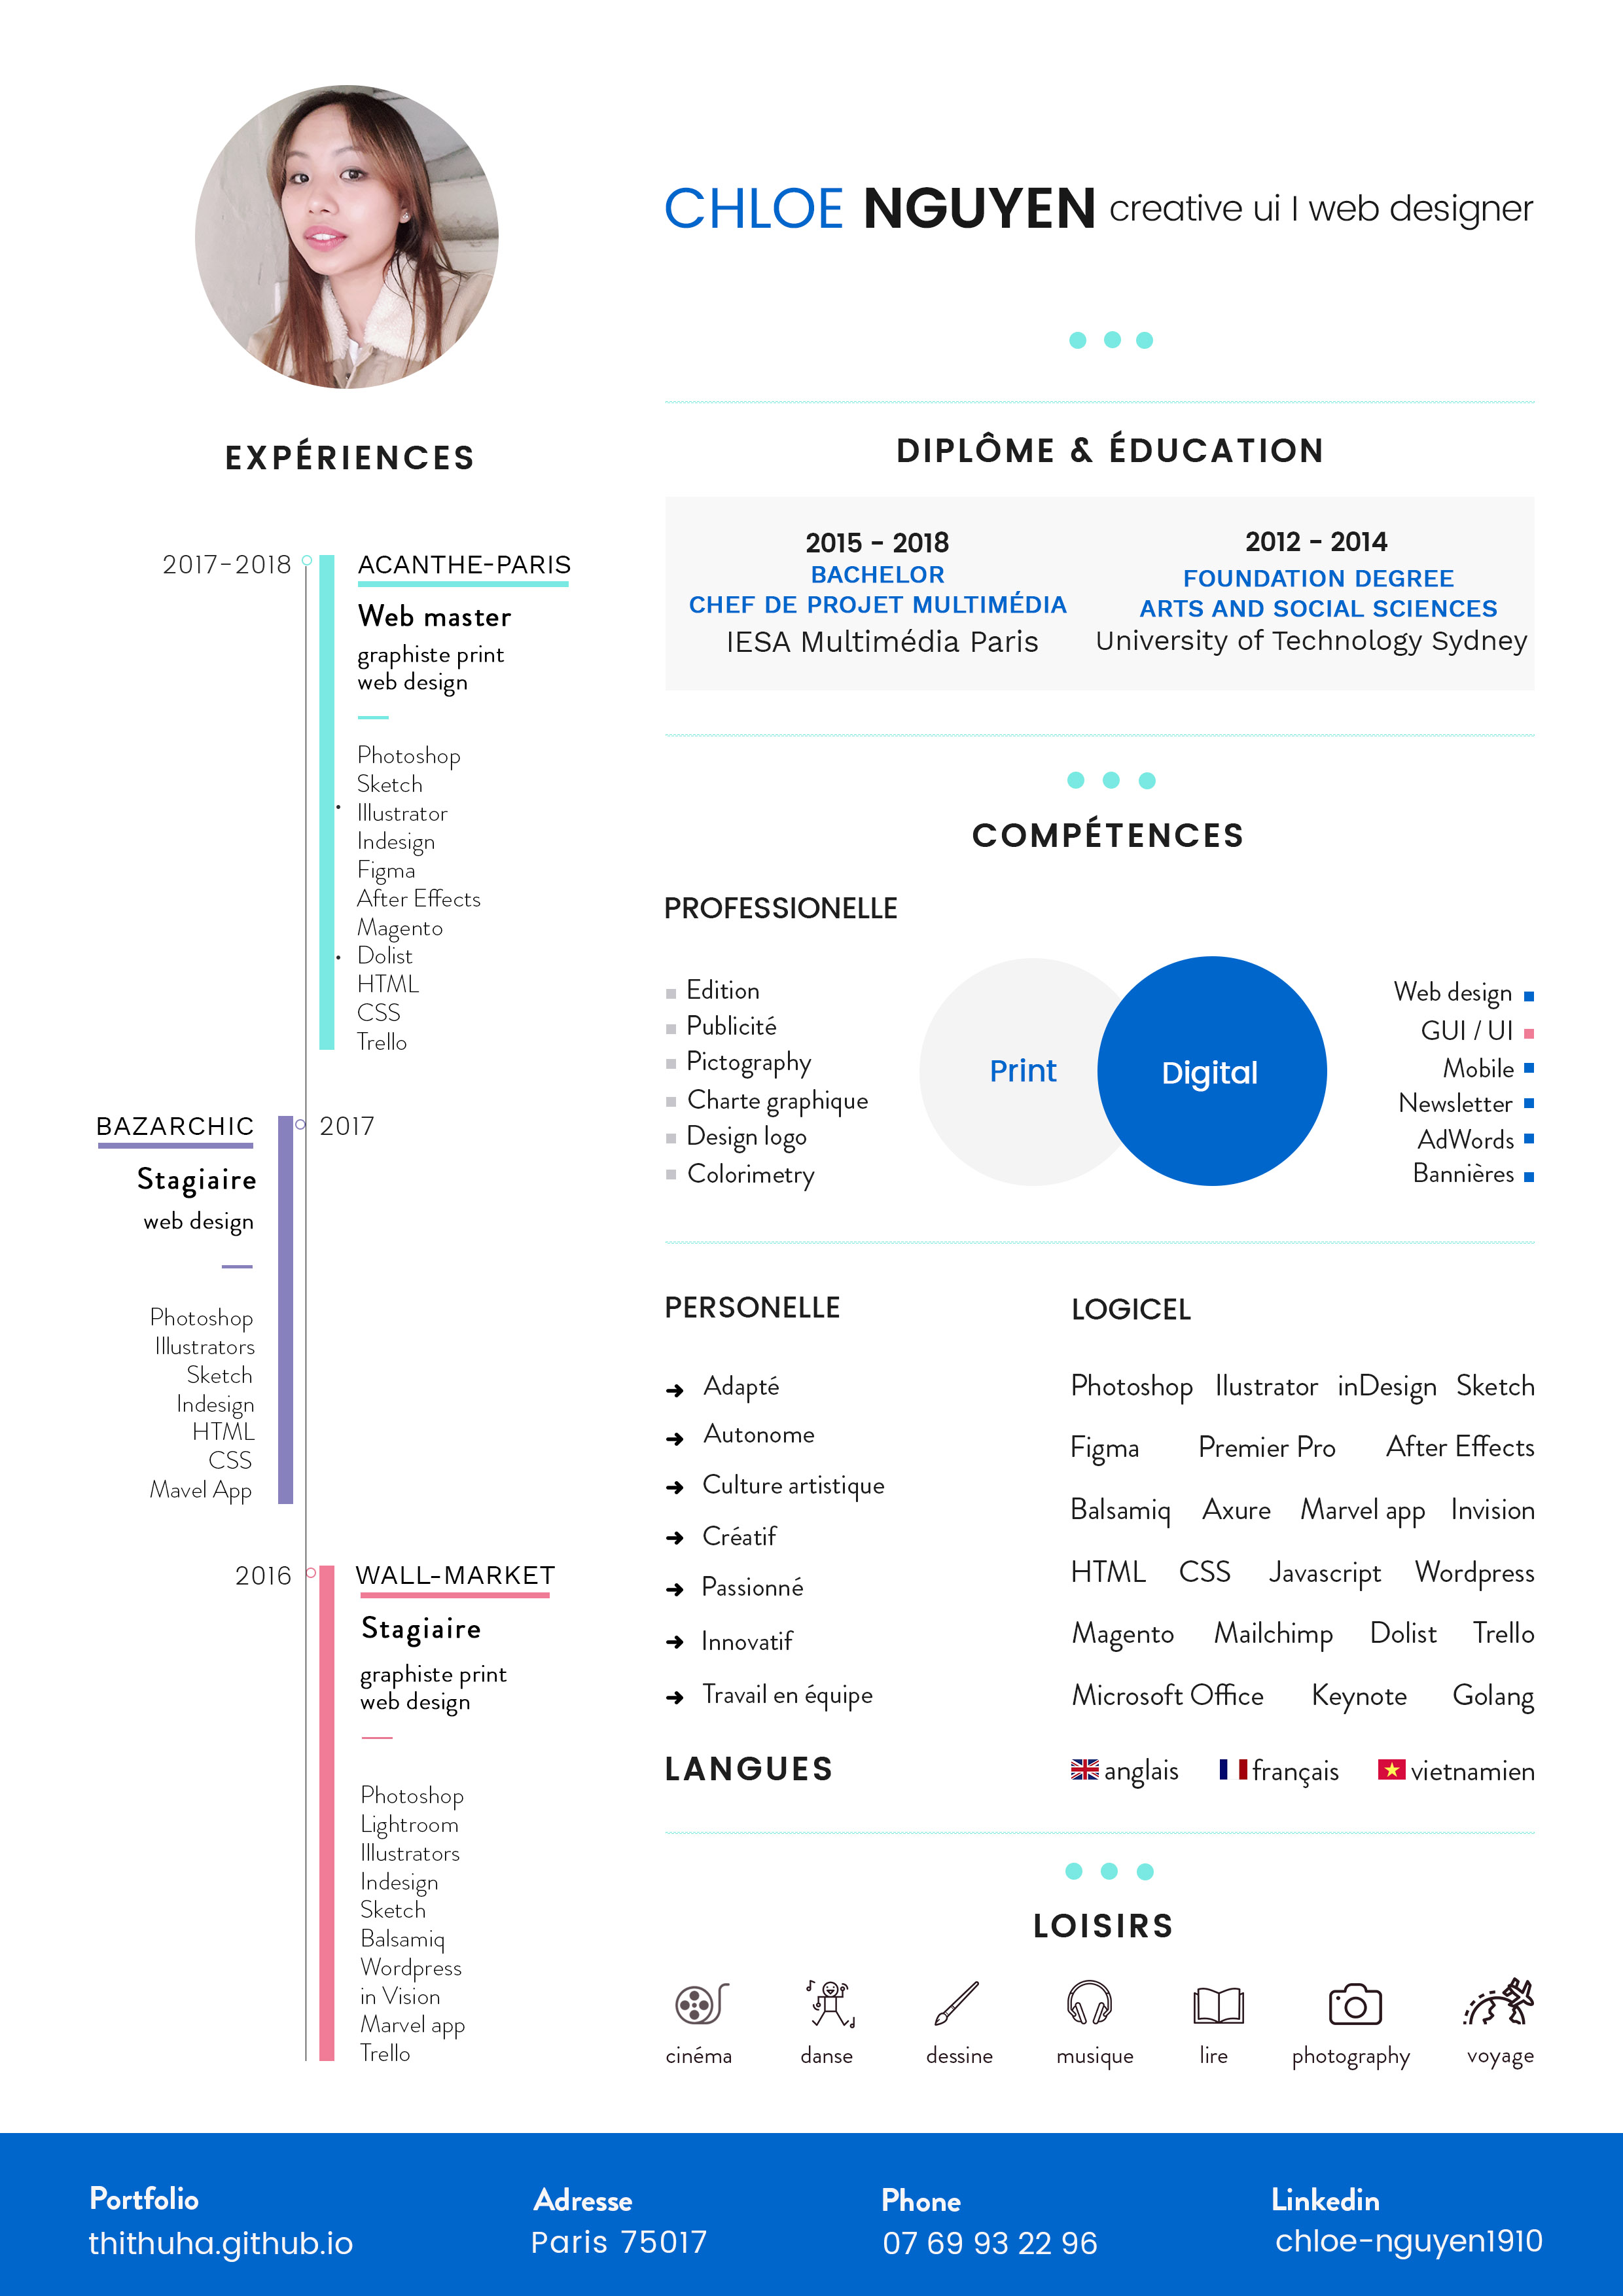 CHLOE NGUYEN creative ui I web designer
EXPÉRIENCES
2017-2018
ACANTHE-PARIS
Web master
graphiste print
web design
Photoshop
Sketch
Illustrator
Indesign
Figma
After Effects
Magento
Dolist
HTML
CSS
Trello
BAZARCHIC
2017
Stagiaire
web design
Photoshop
Illustrators
Sketch
Indesign
HTML
CSS
Mavel App
2016
WALL-MARKET
Stagiaire
graphiste print
web design
Photoshop
Lightroom
Illustrators
Indesign
Sketch
Balsamiq
Wordpress
in Vision
Marvel app
Trello
DIPLÔME & ÉDUCATION
2015 - 2018
BACHELOR
CHEF DE PROJET MULTIMÉDIA
IESA Multimédia Paris
2012 - 2014
FOUNDATION DEGREE
ARTS AND SOCIAL SCIENCES
University of Technology Sydney
COMPÉTENCES
PROFESSIONELLE
Edition
Publicité
Pictography
Charte graphique
Design logo
Colorimetry
Print
Digital
Web design
GUI / UI
Mobile
Newsletter
AdWords
Bannières
PERSONELLE
Adapté
Autonome
Culture artistique
Créatif
Passionné
Innovatif
Travail en équipe
LOGICEL
Photoshop Ilustrator inDesign Sketch
Figma Premier Pro After Effects
Balsamiq Axure Marvel app Invision
HTML CSS Javascript Wordpress
Magento Mailchimp Dolist Trello
Microsoft Office Keynote Golang
LANGUES
anglais français vietnamien
LOISIRS
cinéma danse dessine musique lire photography voyage
Portfolio
thithuha.github.io
Adresse
Paris 75017
Phone
07 69 93 22 96
Linkedin
chloe-nguyen1910